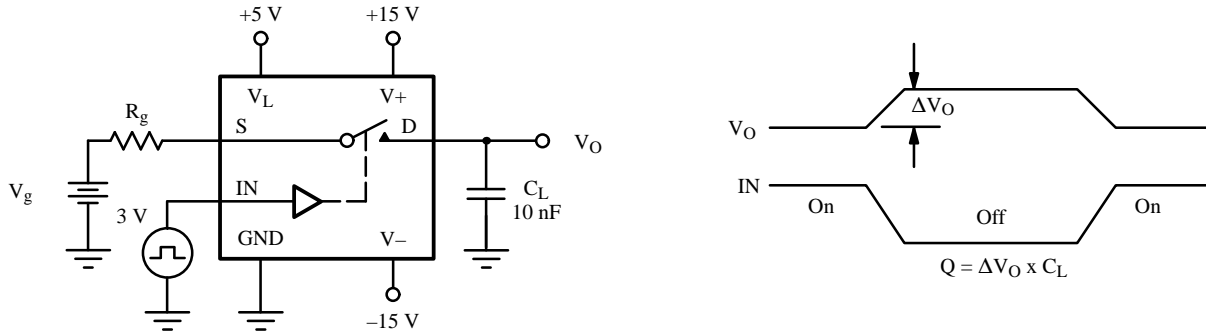 +5 V
+15 V
V_L
V+
R_g
S
D
V_O
V_g
IN
C_L
10 nF
3 V
GND
V–
–15 V
ΔV_O
V_O
IN
On
Off
On
Q = ΔV_O x C_L